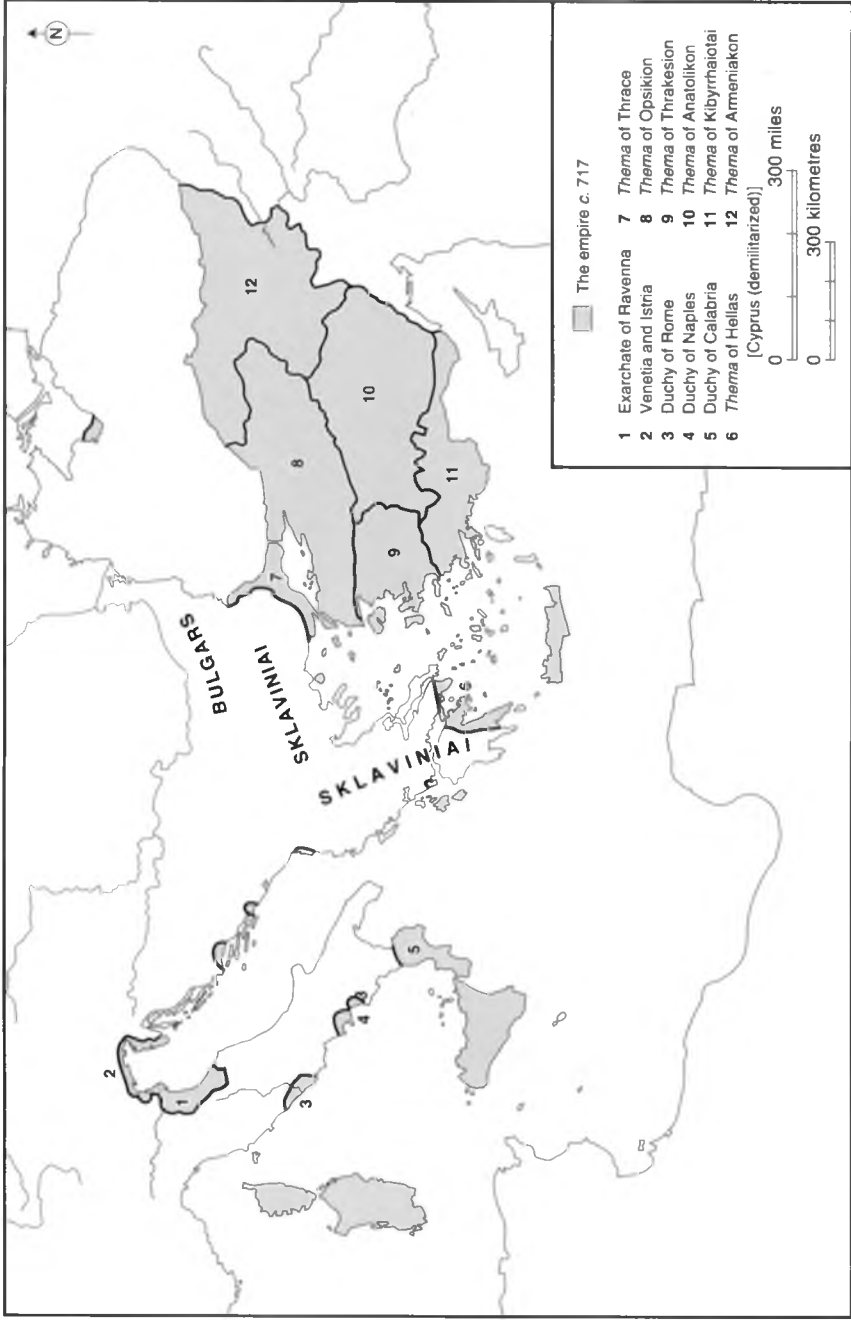 N
BULGARS
SKLAVINIAI
SKLAVINIAI
1
2
3
4
5
6
7
8
9
10
11
12
The empire c. 717
1 Exarchate of Ravenna
2 Venetia and Istria
3 Duchy of Rome
4 Duchy of Naples
5 Duchy of Calabria
6 Thema of Hellas
7 Thema of Thrace
8 Thema of Opsikion
9 Thema of Thrakesion
10 Thema of Anatolikon
11 Thema of Kibyrrhaiotai
12 Thema of Armeniakon
[Cyprus (demilitarized)]
0 300 miles
0 300 kilometres